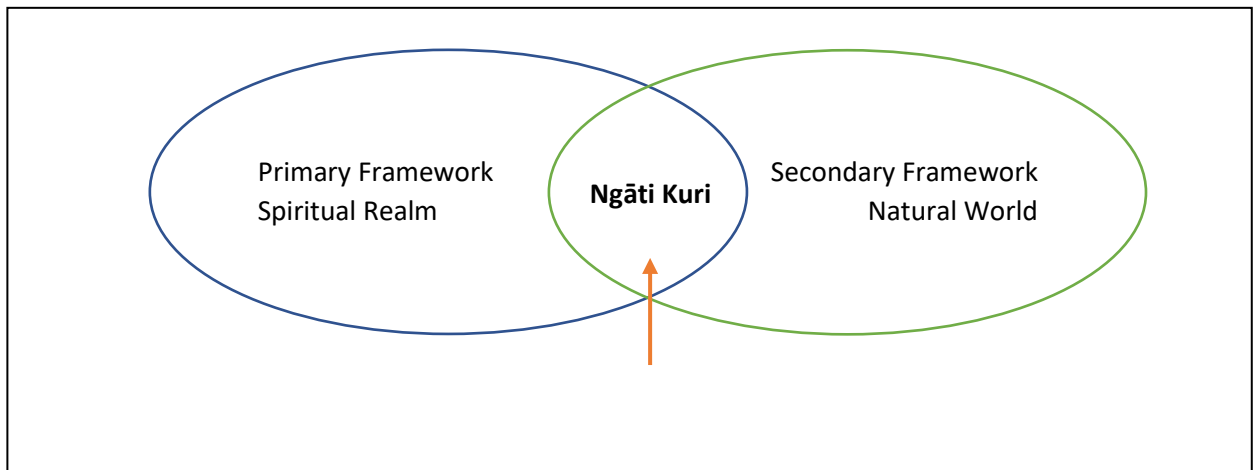 Primary Framework
Spiritual Realm
Ngāti Kuri
Secondary Framework
Natural World